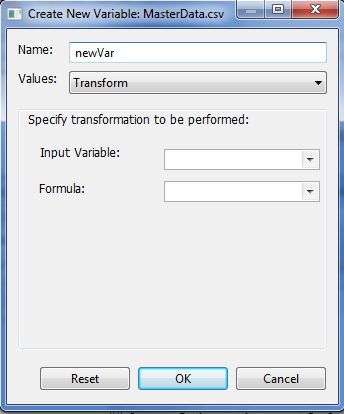 Create New Variable: MasterData.csv
Name: newVar
Values: Transform
Specify transformation to be performed:
Input Variable:
Formula:
Reset OK Cancel